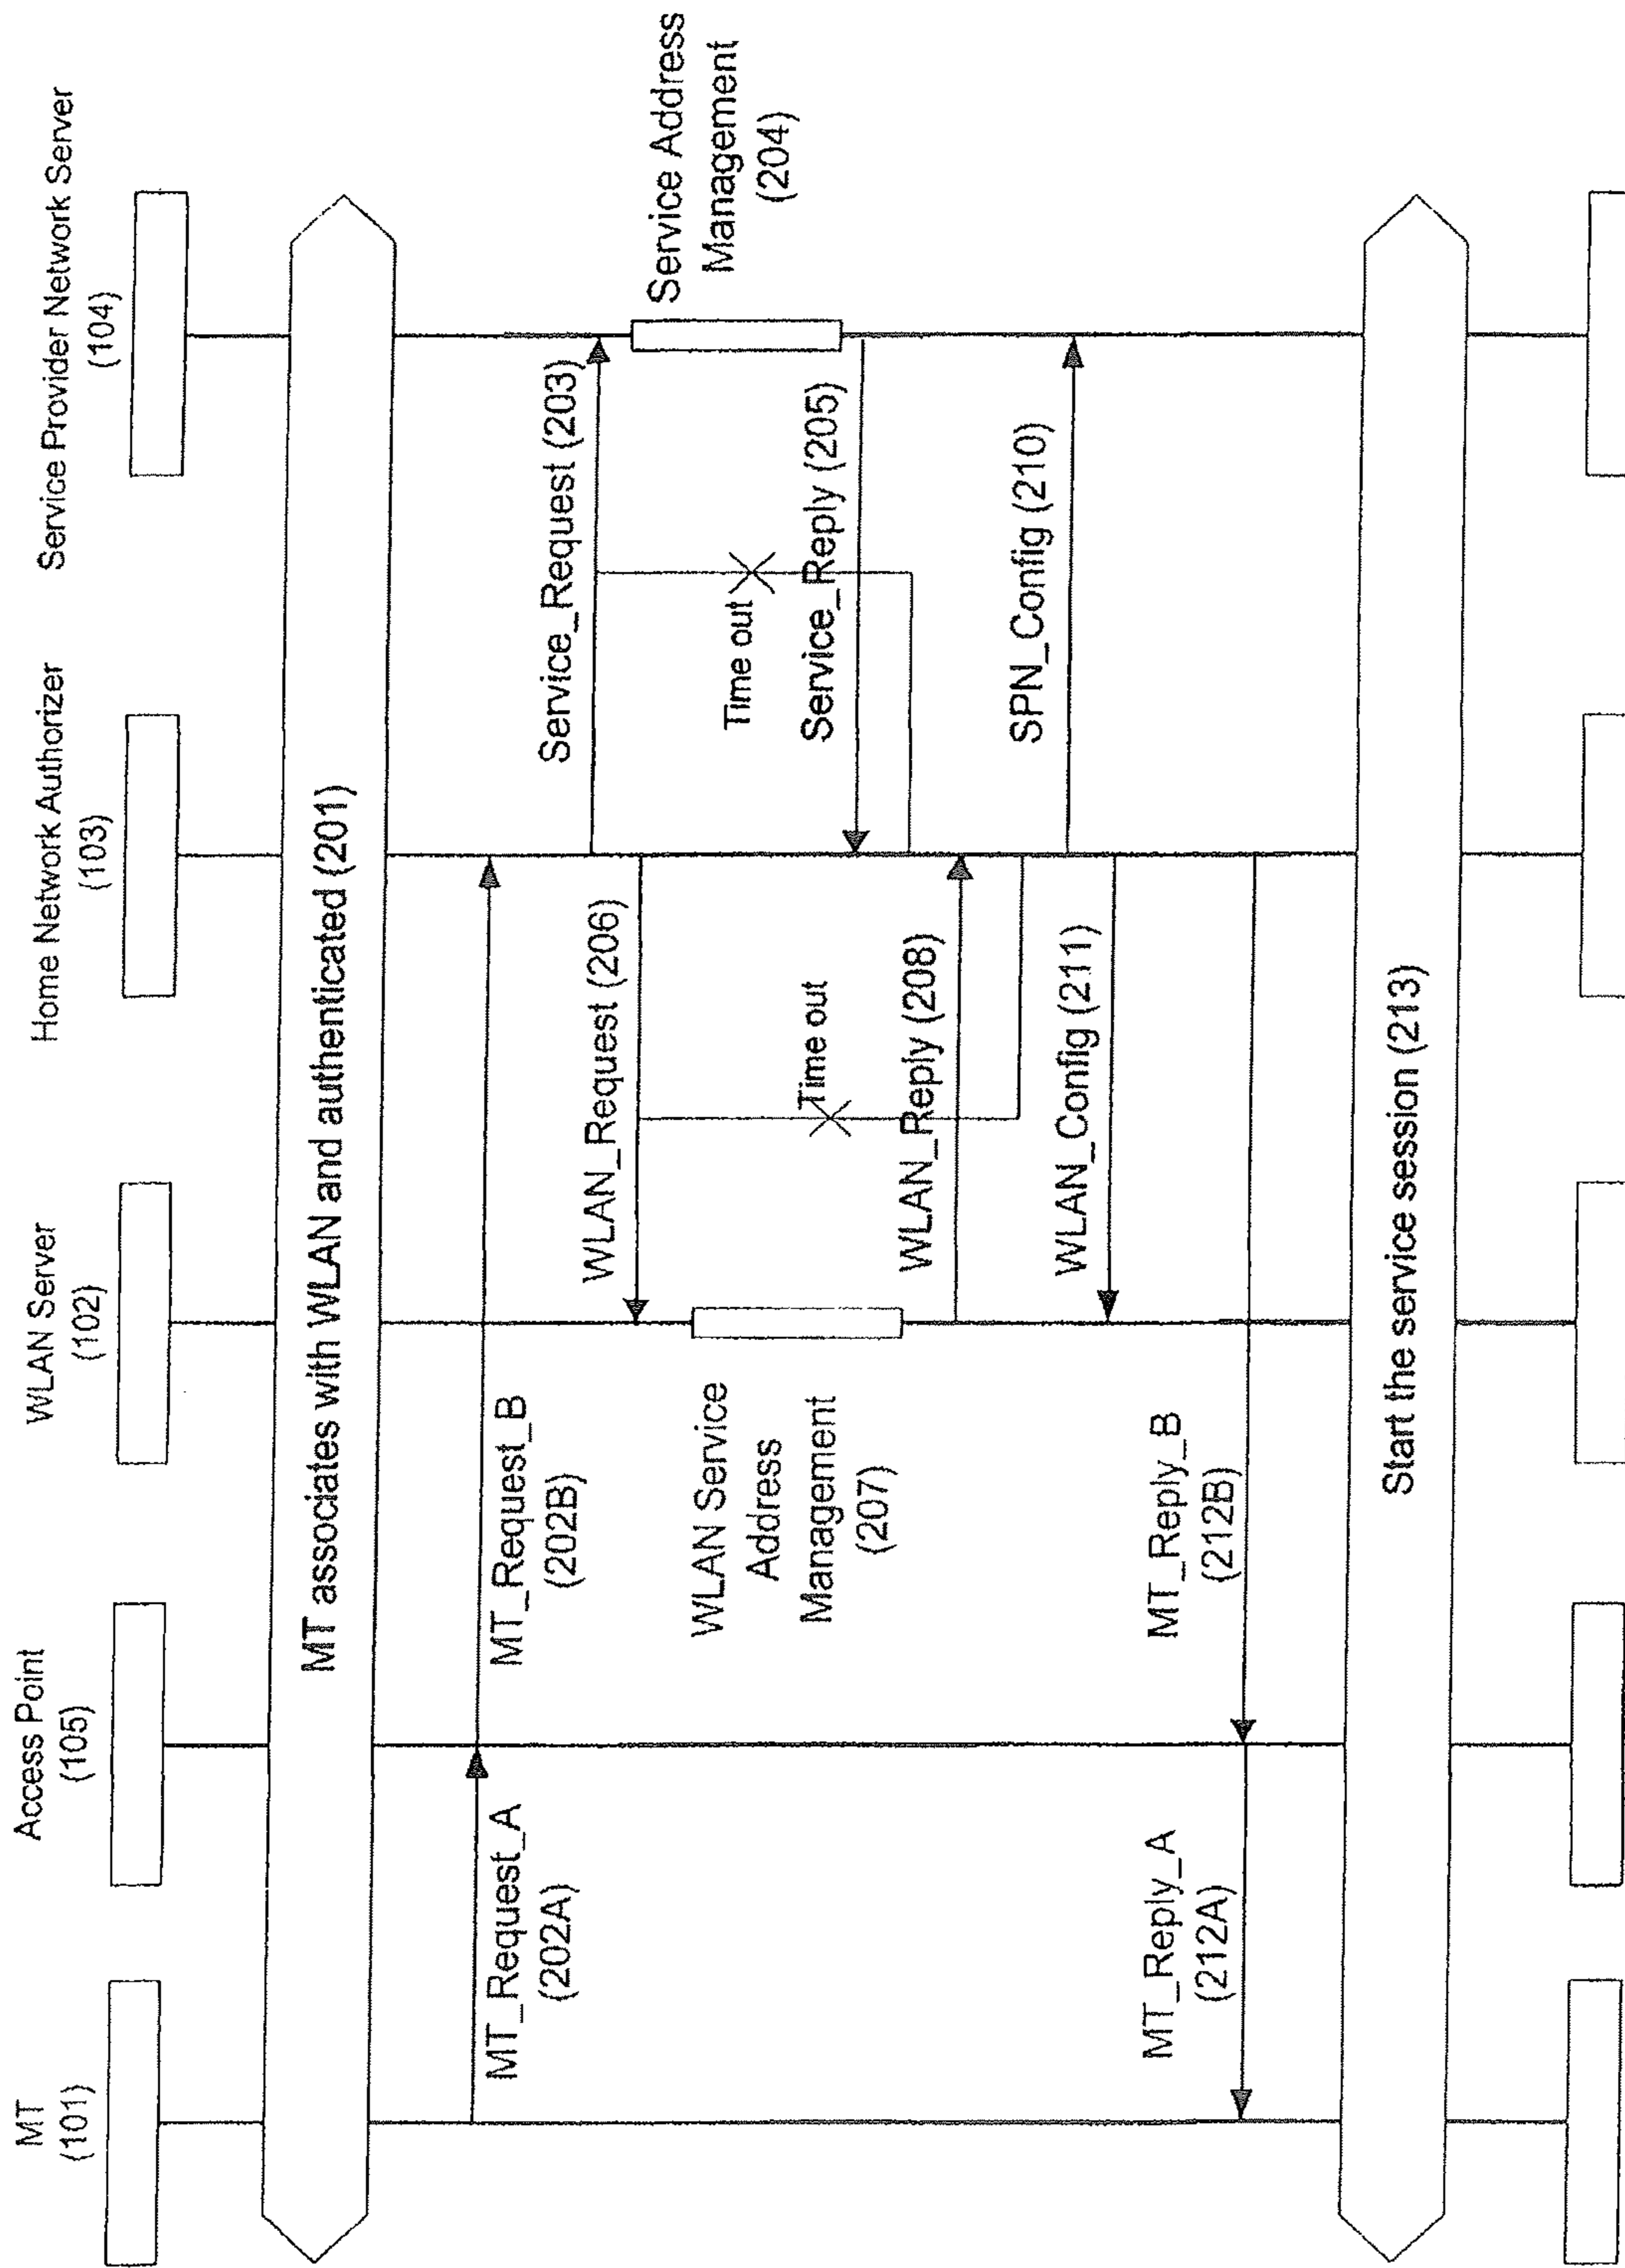 MT
(101)
Access Point
(105)
WLAN Server
(102)
Home Network Authorizer
(103)
Service Provider Network Server
(104)
MT associates with WLAN and authenticated (201)
MT_Request_A
(202A)
MT_Request_B
(202B)
Service_Request (203)
WLAN_Request (206)
Service Address
Management
(204)
Time out
WLAN Service
Address
Management
(207)
Time out
Service_Reply (205)
WLAN_Reply (208)
SPN_Config (210)
WLAN_Config (211)
MT_Reply_B
(212B)
MT_Reply_A
(212A)
Start the service session (213)